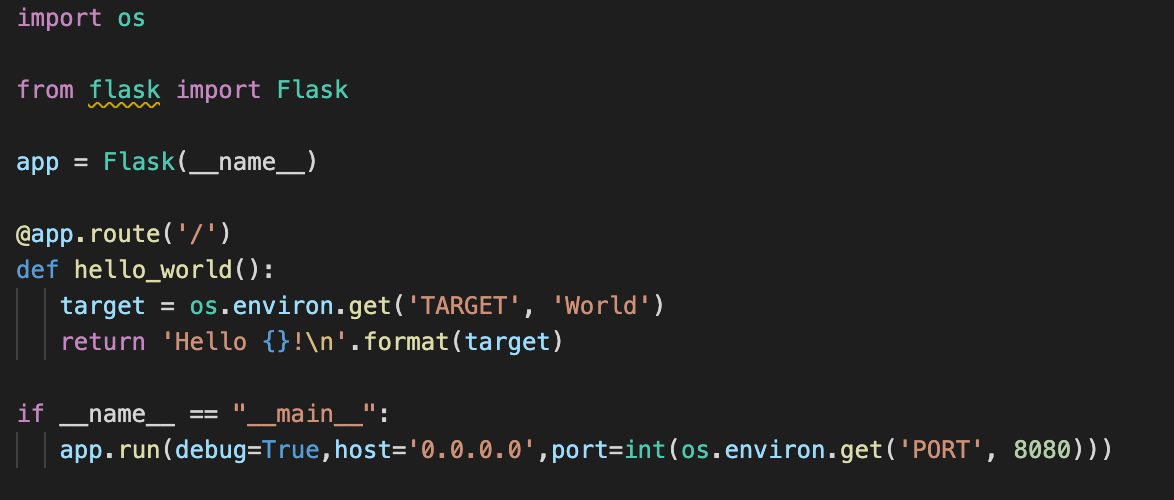 import os
from flask import Flask
app = Flask(__name__)
@app.route('/')
def hello_world():
    target = os.environ.get('TARGET', 'World')
    return 'Hello {}!\n'.format(target)
if __name__ == "__main__":
    app.run(debug=True,host='0.0.0.0',port=int(os.environ.get('PORT', 8080)))